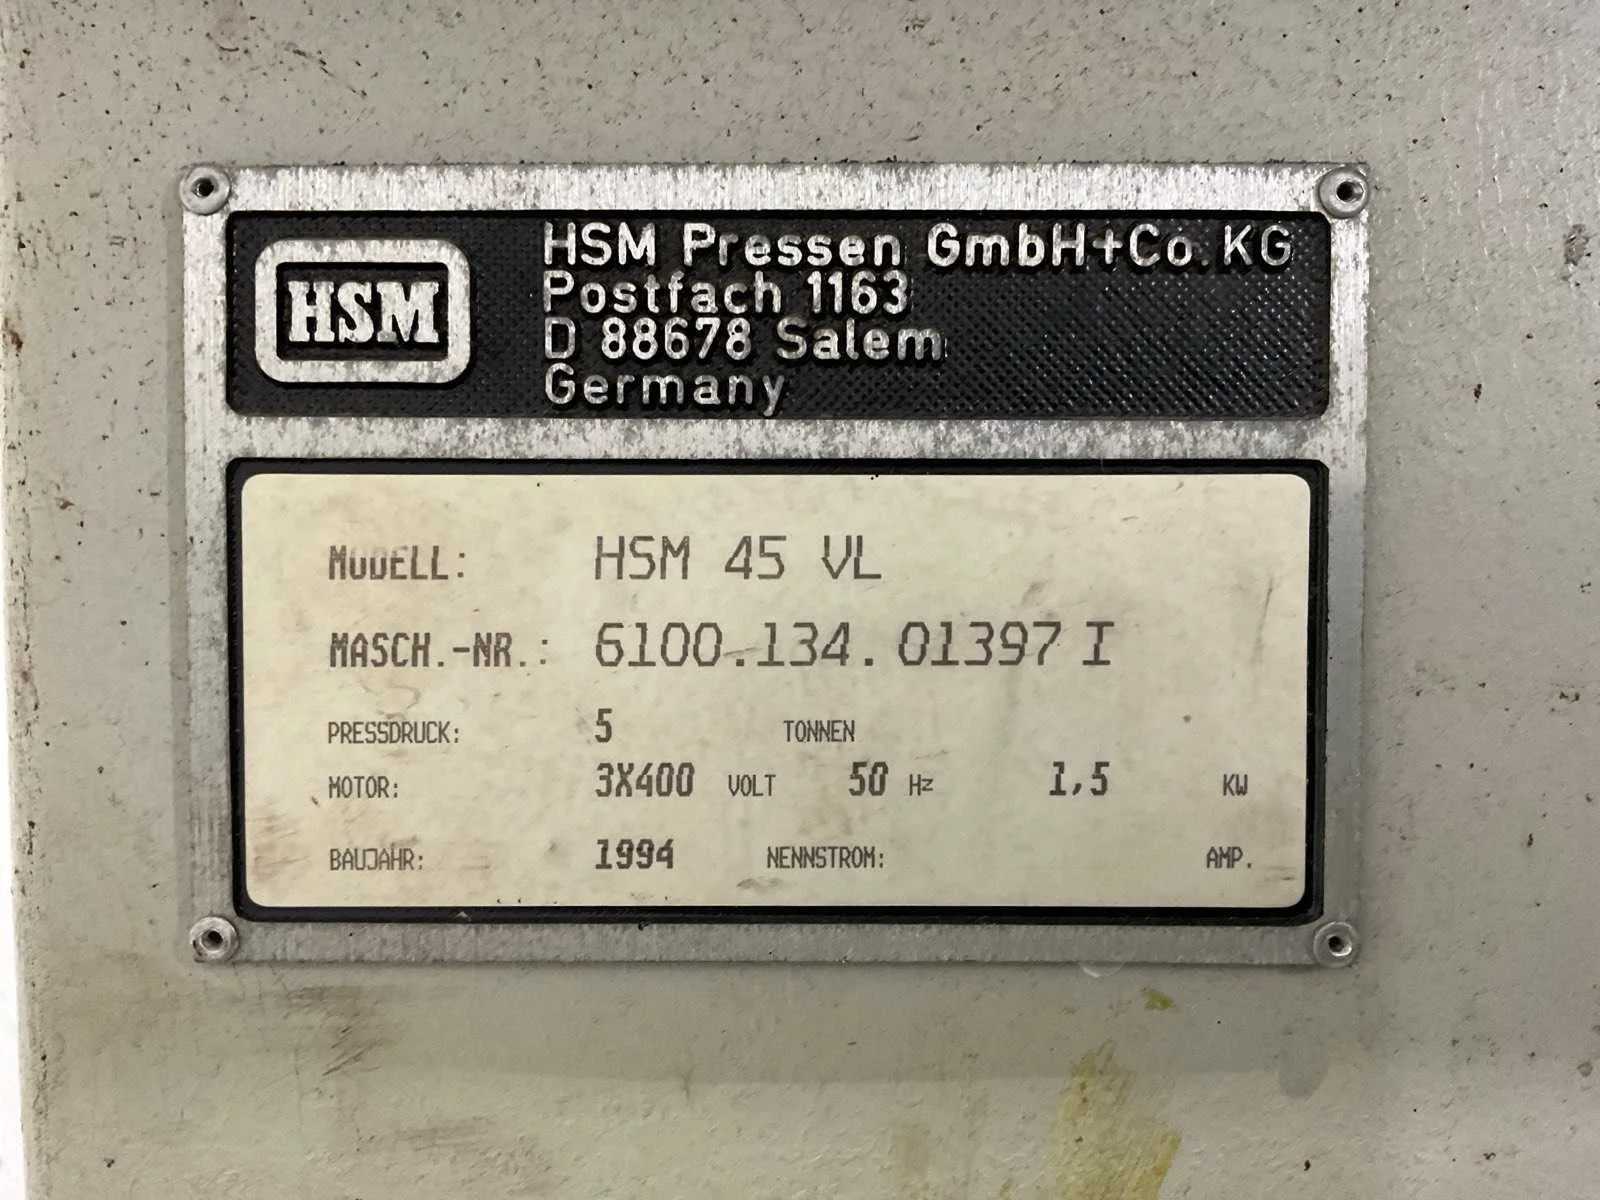 HSM
HSM Pressen GmbH+Co. KG
Postfach 1163
D 88678 Salem
Germany
MODELL: HSM 45 VL
MASCH.-NR.: 6100.134.01397 I
PRESSDRUCK: 5 TONNEN
MOTOR: 3X400 VOLT 50 Hz 1,5 KW
BAUJAHR: 1994 NENNSTROM: AMP.